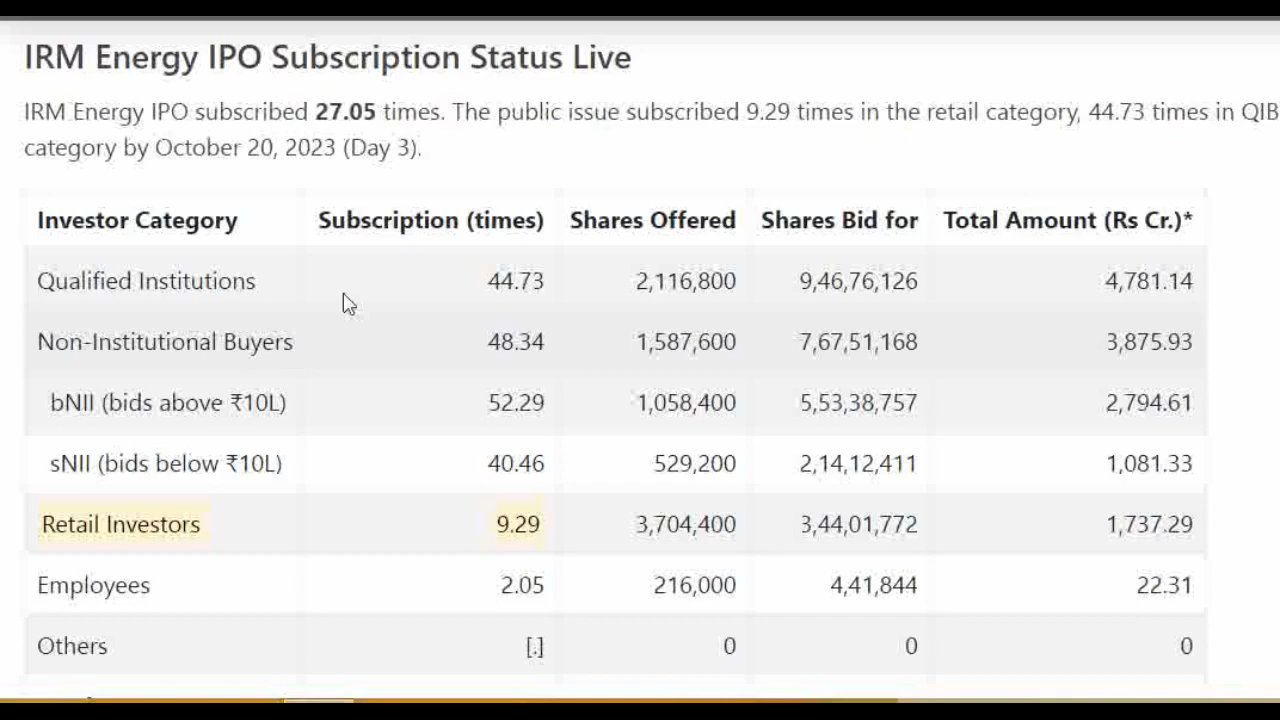 IRM Energy IPO Subscription Status Live
IRM Energy IPO subscribed 27.05 times. The public issue subscribed 9.29 times in the retail category, 44.73 times in QIB
category by October 20, 2023 (Day 3).
Investor Category Subscription (times) Shares Offered Shares Bid for Total Amount (Rs Cr.)*
Qualified Institutions 44.73 2,116,800 9,46,76,126 4,781.14
Non-Institutional Buyers 48.34 1,587,600 7,67,51,168 3,875.93
bNII (bids above ₹10L) 52.29 1,058,400 5,53,38,757 2,794.61
sNII (bids below ₹10L) 40.46 529,200 2,14,12,411 1,081.33
Retail Investors 9.29 3,704,400 3,44,01,772 1,737.29
Employees 2.05 216,000 4,41,844 22.31
Others [.] 0 0 0